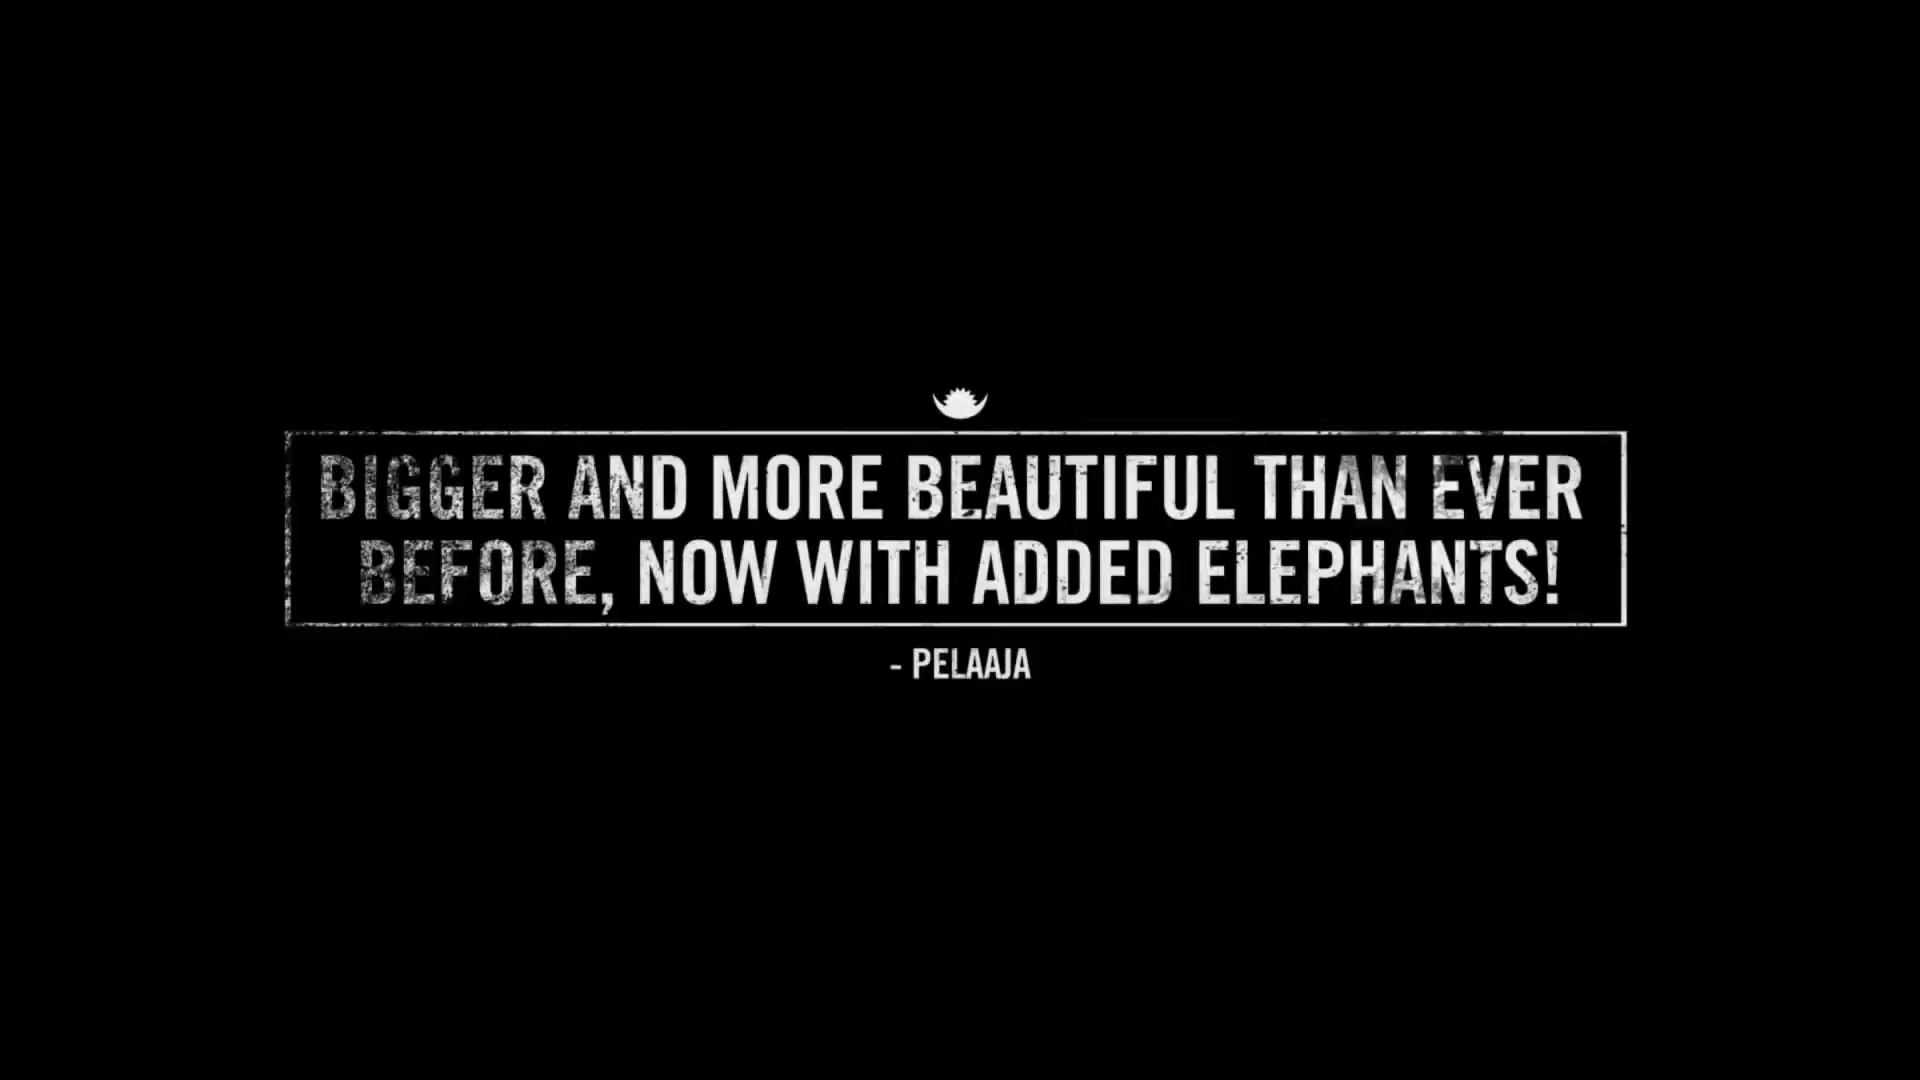 BIGGER AND MORE BEAUTIFUL THAN EVER
BEFORE, NOW WITH ADDED ELEPHANTS!
- PELAAJA